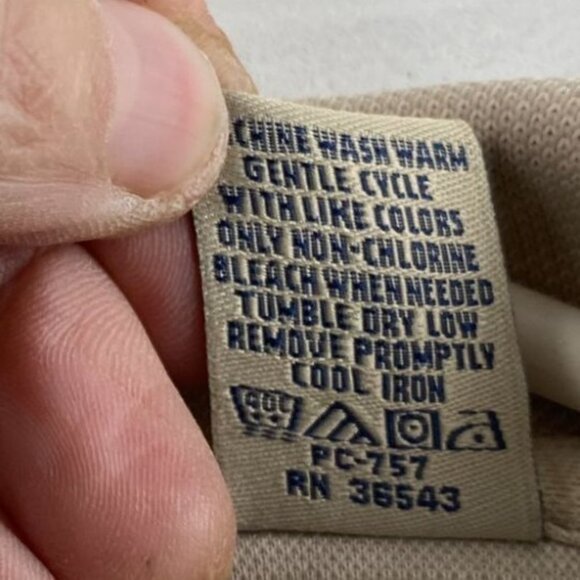 CHINE WASH WARM
GENTLE CYCLE
WITH LIKE COLORS
ONLY NON-CHLORINE
BLEACH WHEN NEEDED
TUMBLE DRY LOW
REMOVE PROMPTLY
COOL IRON
PC-757
RN 36543